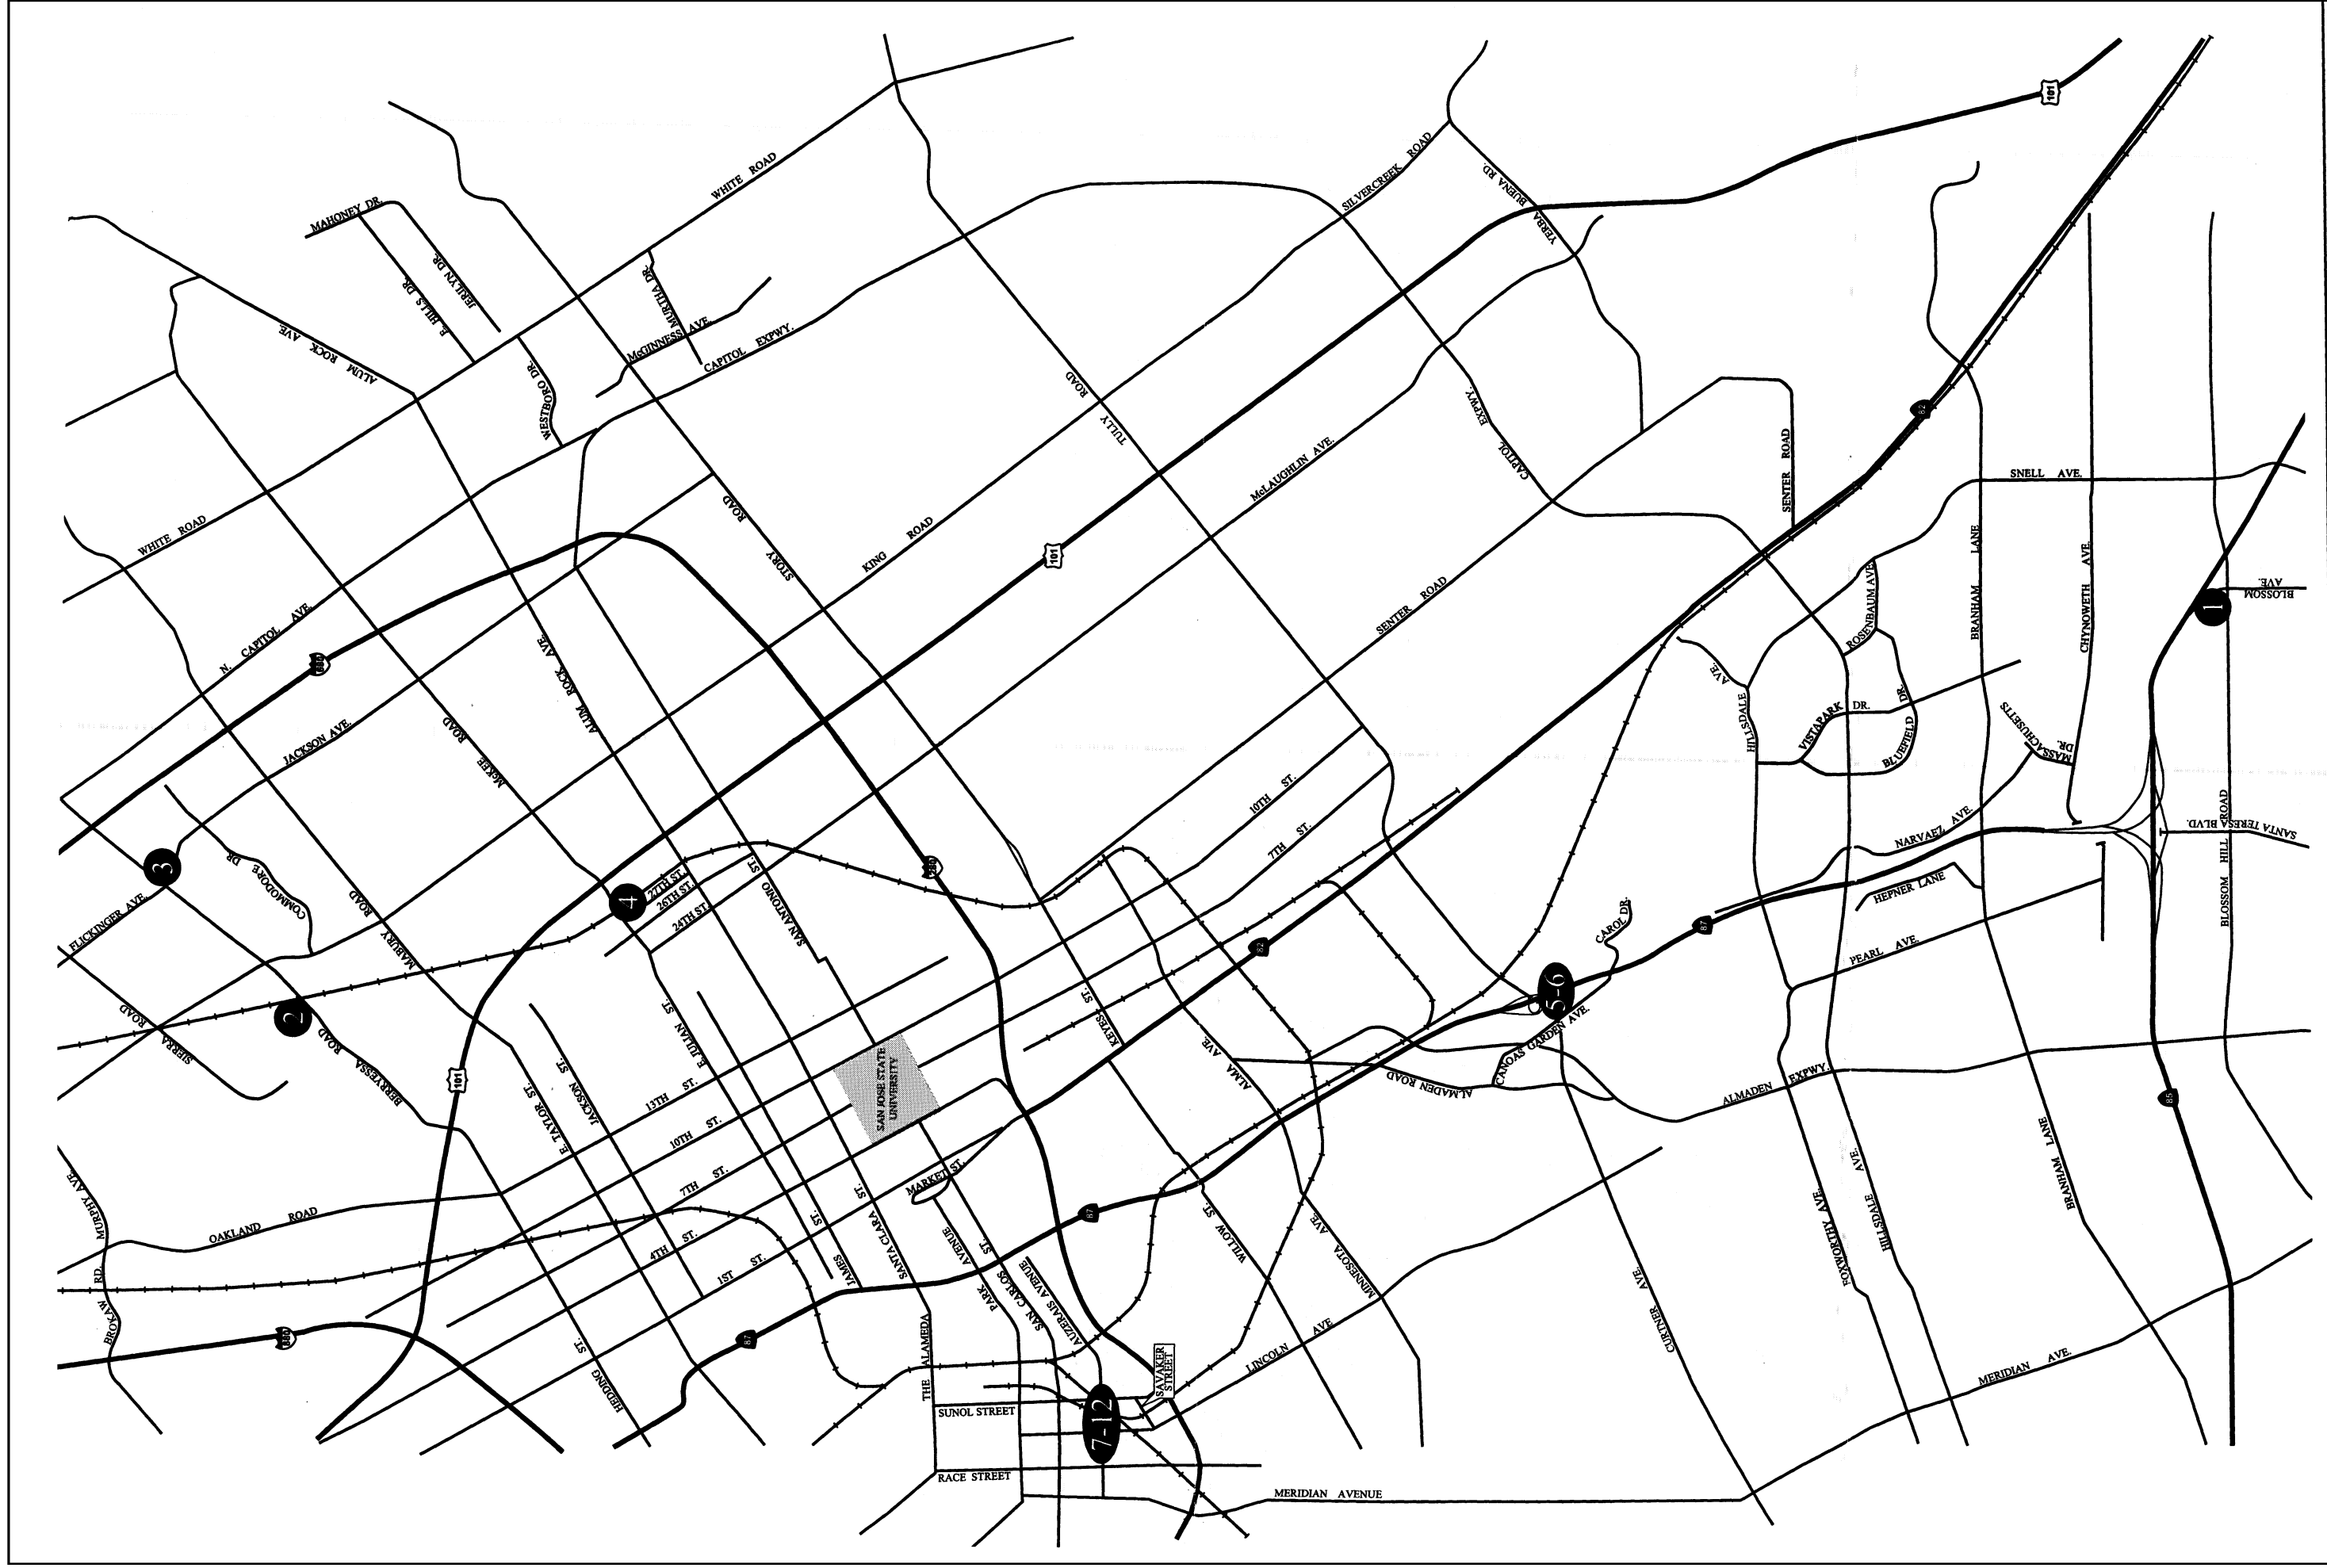 101
WHITE ROAD
MAHONEY DR.
E. HILLS DR.
JERILYN DR.
MURTHA DR.
McGINNESS AVE.
CAPITOL EXPWY.
WESTBORO DR.
ALUM ROCK AVE
SILVERCREEK ROAD
YERBA BUENA RD.
TULLY ROAD
CAPITOL EXPWY.
McLAUGHLIN AVE.
SENTER ROAD
82
SNELL AVE.
WHITE ROAD
N. CAPITOL AVE.
680
JACKSON AVE.
STORY ROAD
KING ROAD
101
SENTER ROAD
BRANHAM LANE
CHYNOWETH AVE.
BLOSSOM
AVE.
1
ROSENBAUM AVE.
HILLSDALE AVE.
VISTAPARK DR.
BLUEFIELD DR.
MASSACHUSETTS
DR.
NARVAEZ AVE.
SANTA TERESA BLVD.
BLOSSOM HILL ROAD
HEPNER LANE
PEARL AVE.
87
CAROL DR.
5-6
CANOAS GARDEN AVE.
ALMADEN ROAD
ALMADEN EXPWY.
85
ALUM ROCK AVE.
McKEE ROAD
MABURY ROAD
3
COMMODORE DR.
FLICKINGER AVE.
4
27TH ST.
26TH ST.
24TH ST.
SAN ANTONIO ST.
280
10TH ST.
7TH ST.
82
2
SIERRA ROAD
BERRYESSA ROAD
101
E. TAYLOR ST.
JACKSON ST.
E. JULIAN ST.
13TH ST.
10TH ST.
7TH ST.
4TH ST.
1ST ST.
SAN JOSE STATE
UNIVERSITY
KEYES ST.
ALMA AVE.
MURPHY AVE.
OAKLAND ROAD
BROKAW RD.
880
HEDDING ST.
87
JAMES ST.
SANTA CLARA ST.
MARKET ST.
PARK AVENUE
SAN CARLOS ST.
AUZERAIS AVENUE
87
WILLOW ST.
MINNESOTA AVE.
LINCOLN AVE
CURTNER AVE.
FOXWORTHY AVE.
HILLSDALE AVE.
BRANHAM LANE
MERIDIAN AVE.
THE ALAMEDA
SUNOL STREET
RACE STREET
7-12
SAVAKER
STREET
MERIDIAN AVENUE